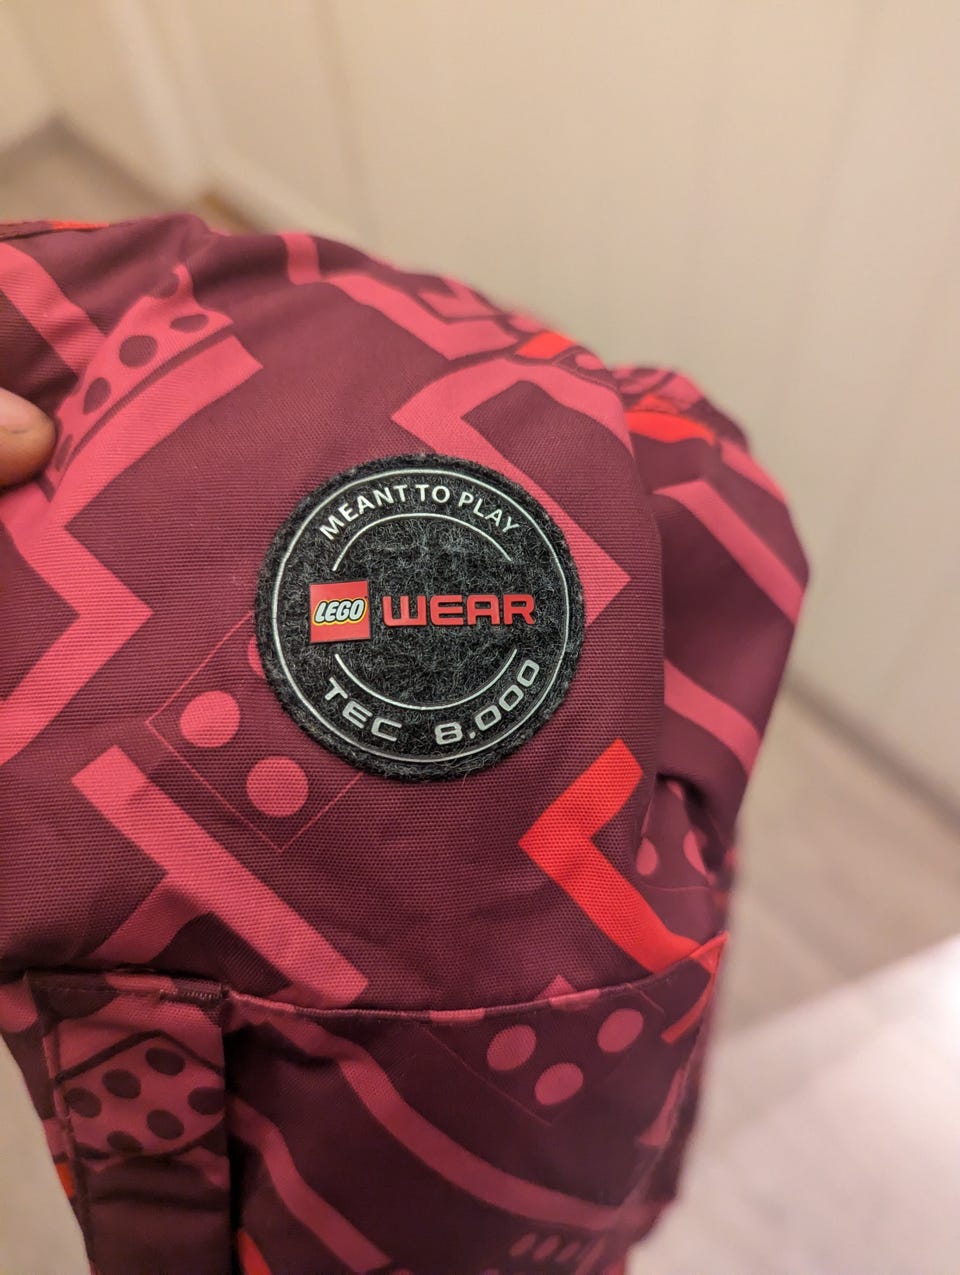 MEANT TO PLAY
LEGO WEAR
TEC 8.000